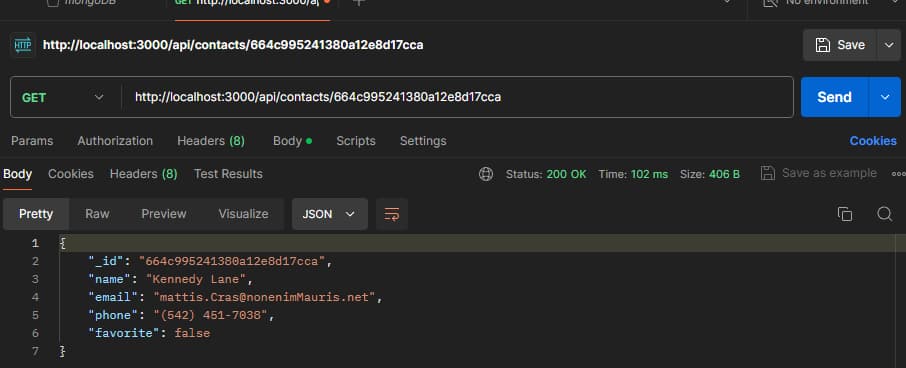 mongoDB GET http://localhost:3000/a No environment
HTTP http://localhost:3000/api/contacts/664c995241380a12e8d17cca Save
GET http://localhost:3000/api/contacts/664c995241380a12e8d17cca Send
Params Authorization Headers (8) Body Scripts Settings Cookies
Body Cookies Headers (8) Test Results Status: 200 OK Time: 102 ms Size: 406 B Save as example
Pretty Raw Preview Visualize JSON
1 {
2 "_id": "664c995241380a12e8d17cca",
3 "name": "Kennedy Lane",
4 "email": "mattis.Cras@nonenimMauris.net",
5 "phone": "(542) 451-7038",
6 "favorite": false
7 }